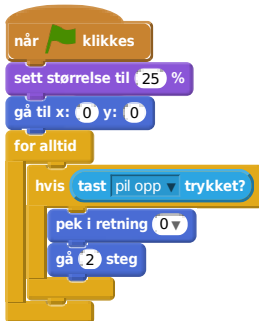 når klikkes
sett størrelse til 25 %
gå til x: 0 y: 0
for alltid
hvis tast pil opp ▾ trykket?
pek i retning 0▾
gå 2 steg